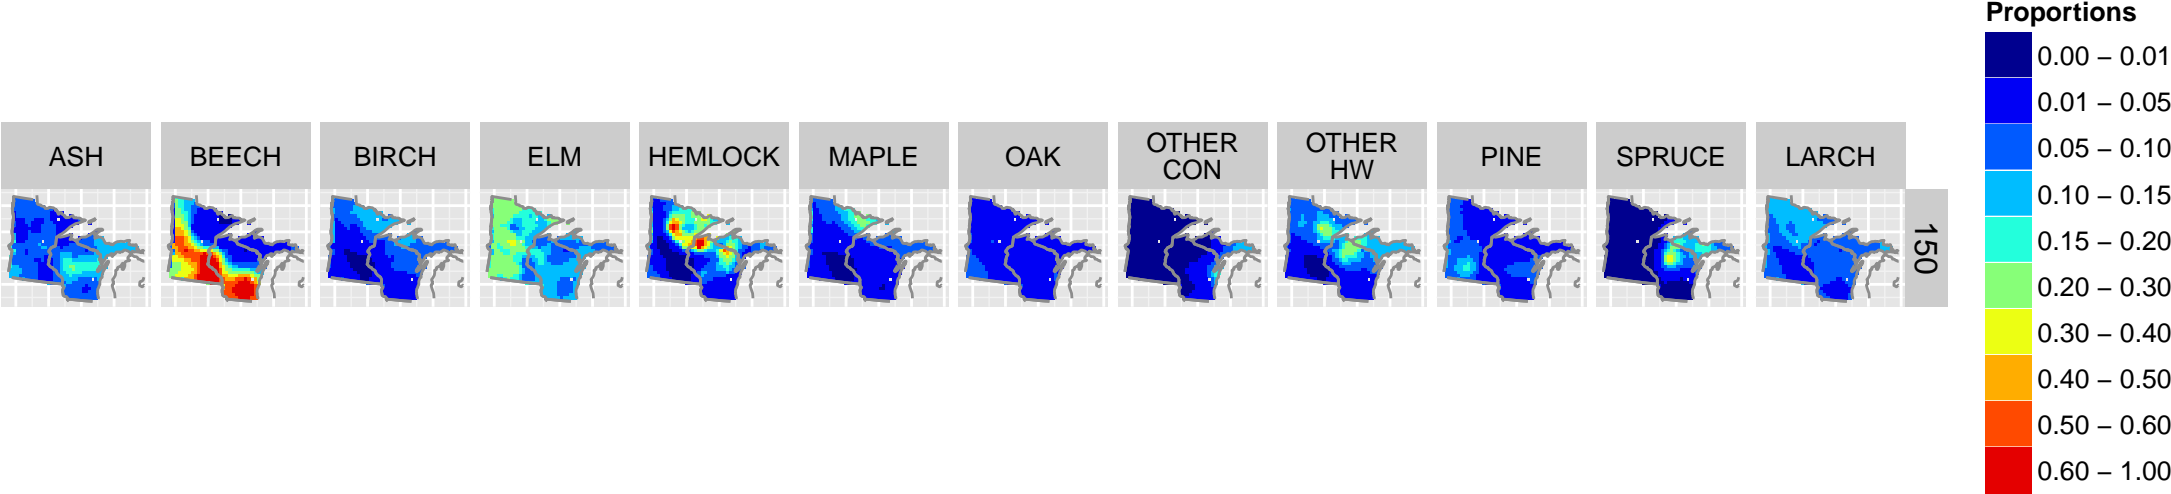 Proportions
0.00 – 0.01
0.01 – 0.05
0.05 – 0.10
0.10 – 0.15
0.15 – 0.20
0.20 – 0.30
0.30 – 0.40
0.40 – 0.50
0.50 – 0.60
0.60 – 1.00
ASH
BEECH
BIRCH
ELM
HEMLOCK
MAPLE
OAK
OTHER
CON
OTHER
HW
PINE
SPRUCE
LARCH
150